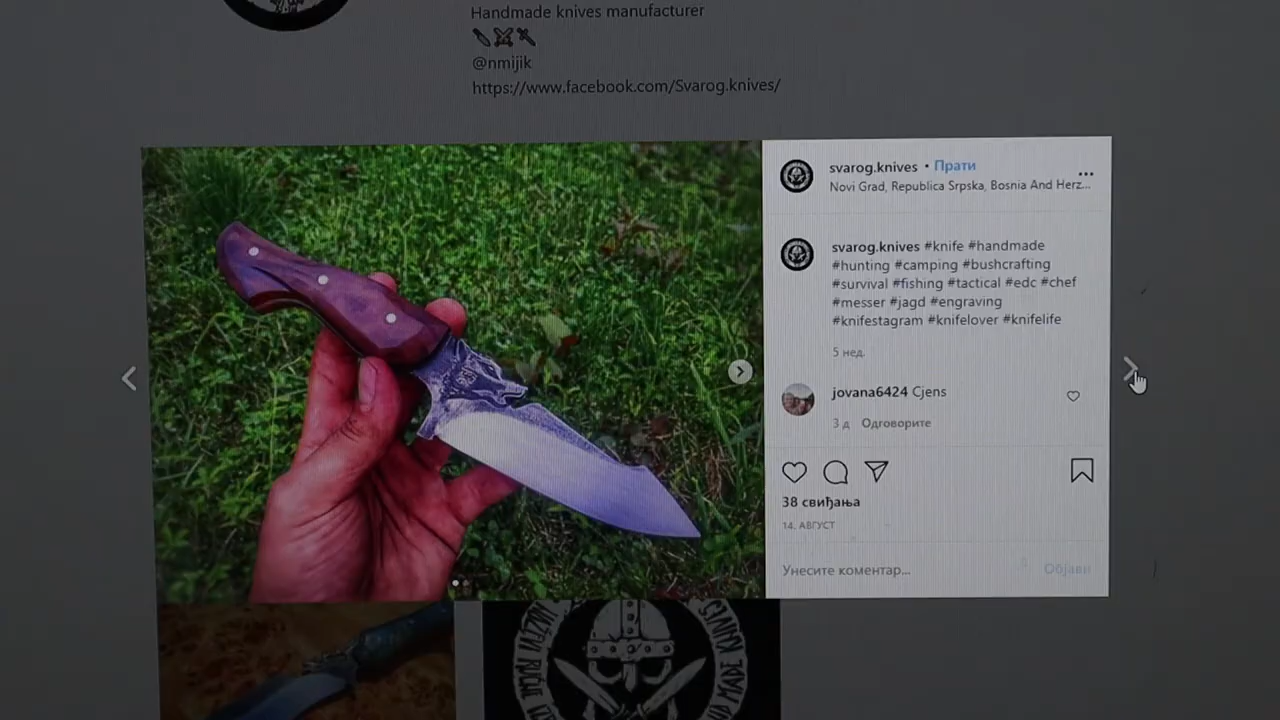 Handmade knives manufacturer
@nmijik
https://www.facebook.com/Svarog.knives/
svarog.knives • Прати
Novi Grad, Republica Srpska, Bosnia And Herz...
svarog.knives #knife #handmade
#hunting #camping #bushcrafting
#survival #fishing #tactical #edc #chef
#messer #jagd #engraving
#knifestagram #knifelover #knifelife
5 нед.
jovana6424 Cjens
3 д Одговорите
38 свиђања
14. АВГУСТ
Унесите коментар...
Објави